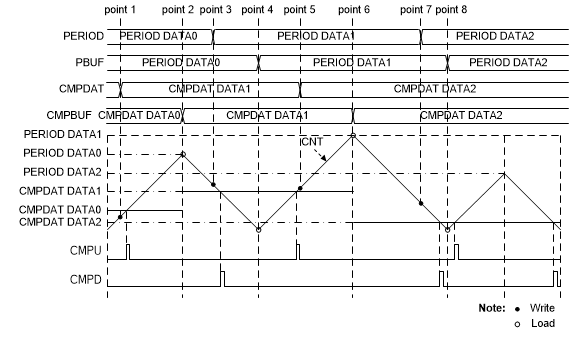 point 1 point 2 point 3 point 4 point 5 point 6 point 7 point 8
PERIOD PERIOD DATA0 PERIOD DATA1 PERIOD DATA2
PBUF PERIOD DATA0 PERIOD DATA1 PERIOD DATA2
CMPDAT CMPDAT DATA1 CMPDAT DATA2
CMPBUF CMPDAT DATA0 CMPDAT DATA1 CMPDAT DATA2
PERIOD DATA1
CNT
PERIOD DATA0
PERIOD DATA2
CMPDAT DATA1
CMPDAT DATA0
CMPDAT DATA2
CMPU
CMPD
Note: Write
Load